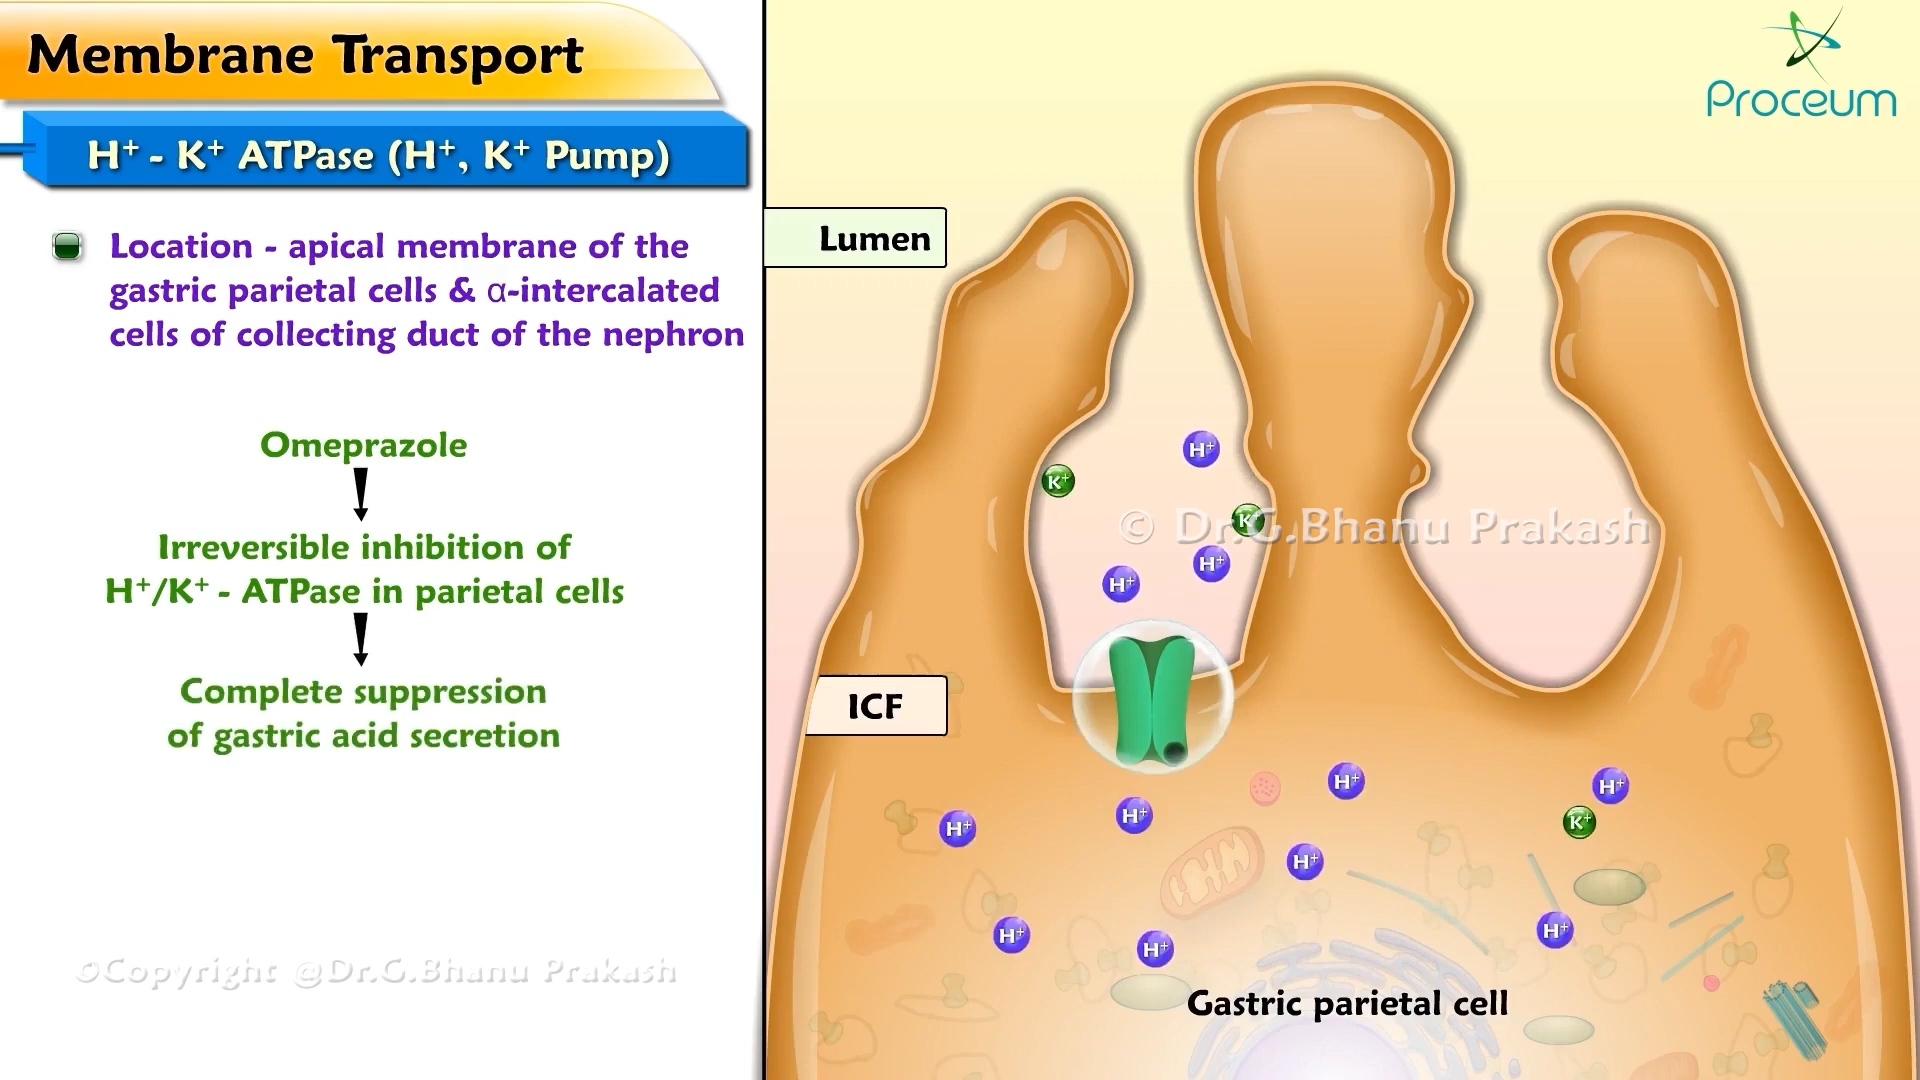 Membrane Transport
H⁺ - K⁺ ATPase (H⁺, K⁺ Pump)
Location - apical membrane of the
gastric parietal cells & α-intercalated
cells of collecting duct of the nephron
Omeprazole
Irreversible inhibition of
H⁺/K⁺ - ATPase in parietal cells
Complete suppression
of gastric acid secretion
©Copyright @Dr.G.Bhanu Prakash
Proceum
Lumen
H⁺
K⁺
K⁺
© Dr.G.Bhanu Prakash
H⁺
H⁺
ICF
H⁺
H⁺
H⁺
H⁺
K⁺
H⁺
H⁺
H⁺
H⁺
H⁺
Gastric parietal cell